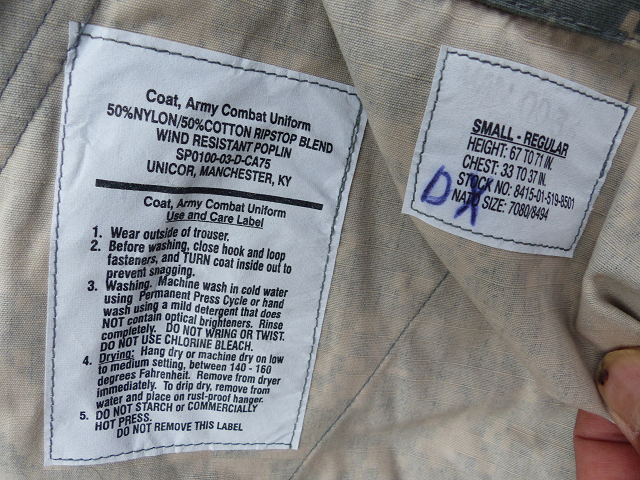 Coat, Army Combat Uniform
50%NYLON/50%COTTON RIPSTOP BLEND
WIND RESISTANT POPLIN
SP0100-03-D-CA75
UNICOR, MANCHESTER, KY
Coat, Army Combat Uniform
Use and Care Label
1. Wear outside of trouser.
2. Before washing, close hook and loop
fasteners, and TURN coat inside out to
prevent snagging.
3. Washing. Machine wash in cold water
using Permanent Press Cycle or hand
wash using a mild detergent that does
NOT contain optical brighteners. Rinse
completely. DO NOT WRING OR TWIST.
DO NOT USE CHLORINE BLEACH.
4. Drying: Hang dry or machine dry on low
to medium setting, between 140 - 160
degrees Fahrenheit. Remove from dryer
immediately. To drip dry, remove from
water and place on rust-proof hanger.
5. DO NOT STARCH or COMMERCIALLY
HOT PRESS.
DO NOT REMOVE THIS LABEL
SMALL - REGULAR
HEIGHT: 67 TO 71 IN.
CHEST: 33 TO 37 IN.
STOCK NO: 8415-01-519-8501
NATO SIZE: 7080/8494
DX